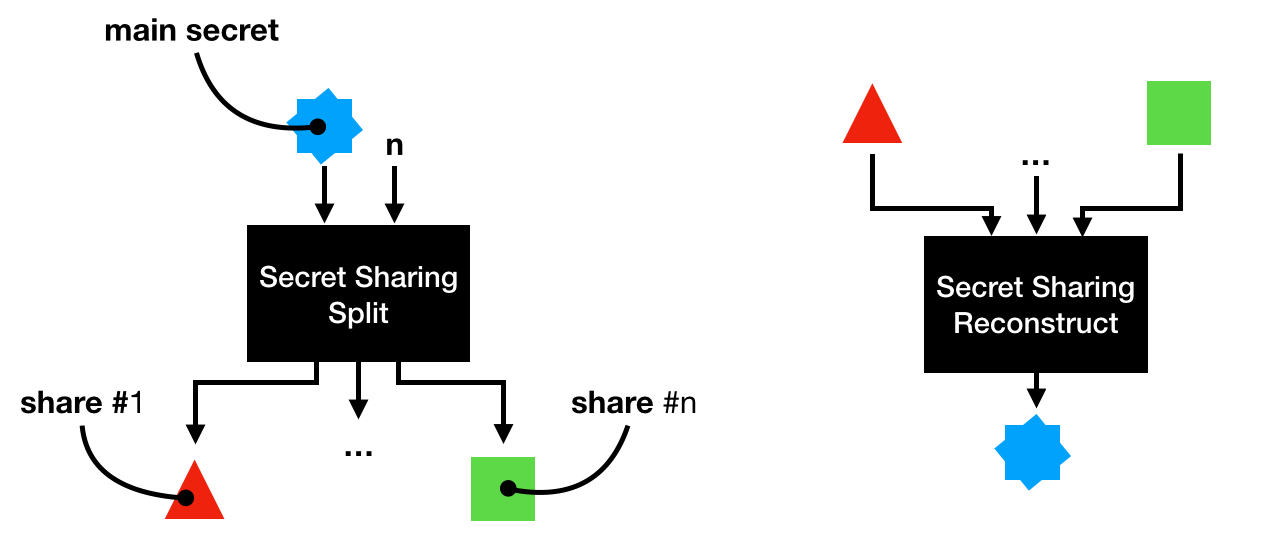 main secret
n
Secret Sharing
Split
share #1
...
share #n
...
Secret Sharing
Reconstruct